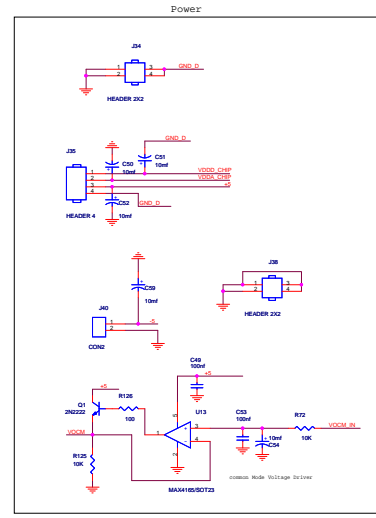 Power
J34
1 3 GND_D
2 4
HEADER 2X2
GND_D
J35
C50 C51
10mf 10mf
1 VDDD_CHIP
2 VDDA_CHIP
3 +5
4
C52
GND_D
HEADER 4 10mf
J38
C59
1 3
2 4
10mf
J40
HEADER 2X2
1 -5
2
CON2
C49
100nf
+5
+5
Q1 R126 U13
2N2222 C53 R72
100nf VOCM_IN
100 5
3
VOCM 1 + 10mf 10K
- 4 C54
R125 2
10K
common Mode Voltage Driver
MAX4165/SOT23